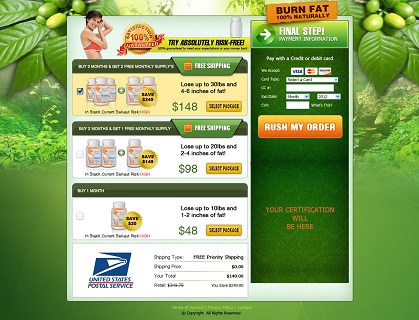 BURN FAT
100% NATURALLY
SATISFACTION
100%
GUARANTEED
TRY ABSOLUTELY RISK-FREE!
FINAL STEP!
PAYMENT INFORMATION
BUY 3 MONTHS & GET 2 FREE MONTHLY SUPPLY'S
FREE SHIPPING
SAVE
$249
Lose up to 30lbs and
4-6 inches of fat!
$148 SELECT PACKAGE
In Stock Current Sell-out Risk: HIGH
BUY 2 MONTHS & GET 1 FREE MONTHLY SUPPLY
FREE SHIPPING
SAVE
$149
Lose up to 20lbs and
2-4 inches of fat!
$98 SELECT PACKAGE
In Stock Current Sell-out Risk: HIGH
BUY 1 MONTH
SAVE
$20
Lose up to 10lbs and
1-2 inches of fat!
$48 SELECT PACKAGE
In Stock Current Sell-out Risk: HIGH
UNITED STATES
POSTAL SERVICE
Shipping Type: FREE Priority Shipping
Shipping Price: $0.00
Your Total: $149.00
Retail: $349.75 You Save $249.00
Pay with a Credit or debit card
We Accept: VISA
Card Type: (Select a Card)
CC #:
Exp Date: Month 2012
CVV: What's This?
RUSH MY ORDER
YOUR CERTIFICATION
WILL
BE HERE
Terms of Service | Privacy Policy | Contact
© Copyright All Rights Reserved